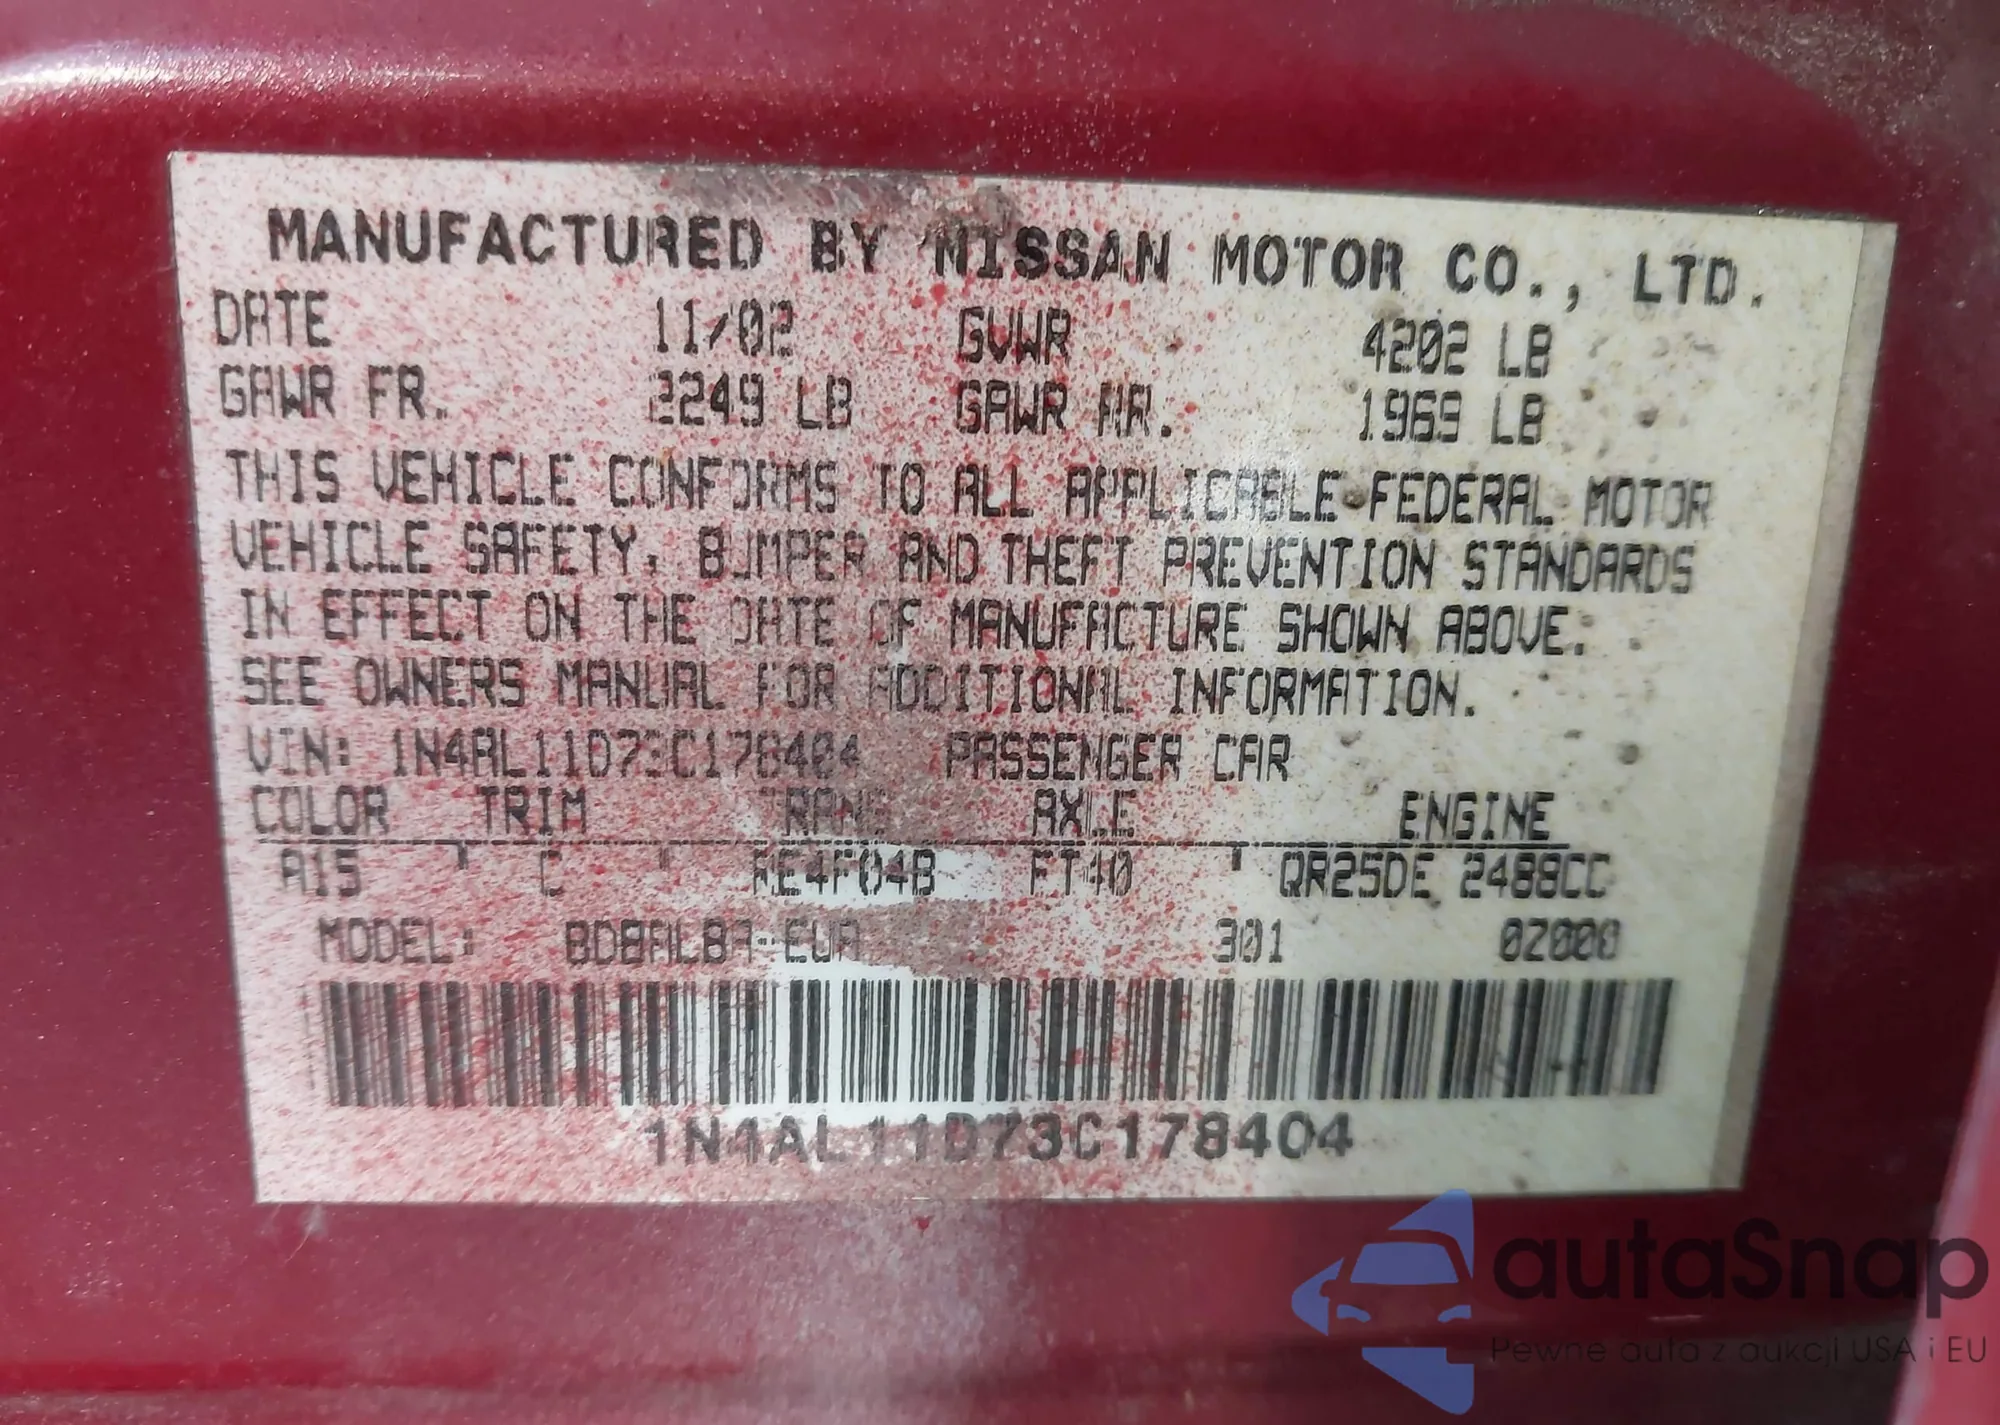 MANUFACTURED BY NISSAN MOTOR CO., LTD.
DATE 11/02 GVWR 4202 LB
GAWR FR. 2249 LB GAWR RR. 1969 LB
THIS VEHICLE CONFORMS TO ALL APPLICABLE FEDERAL MOTOR
VEHICLE SAFETY, BUMPER AND THEFT PREVENTION STANDARDS
IN EFFECT ON THE DATE OF MANUFACTURE SHOWN ABOVE.
SEE OWNERS MANUAL FOR ADDITIONAL INFORMATION.
VIN: 1N4AL11D73C178404 PASSENGER CAR
COLOR TRIM TRANS AXLE ENGINE
A15 C RE4F04B FT40 QR25DE 2488CC
MODEL: 301 02000
1N4AL11D73C178404
autaSnap
Pewne auta z aukcji USA i EU